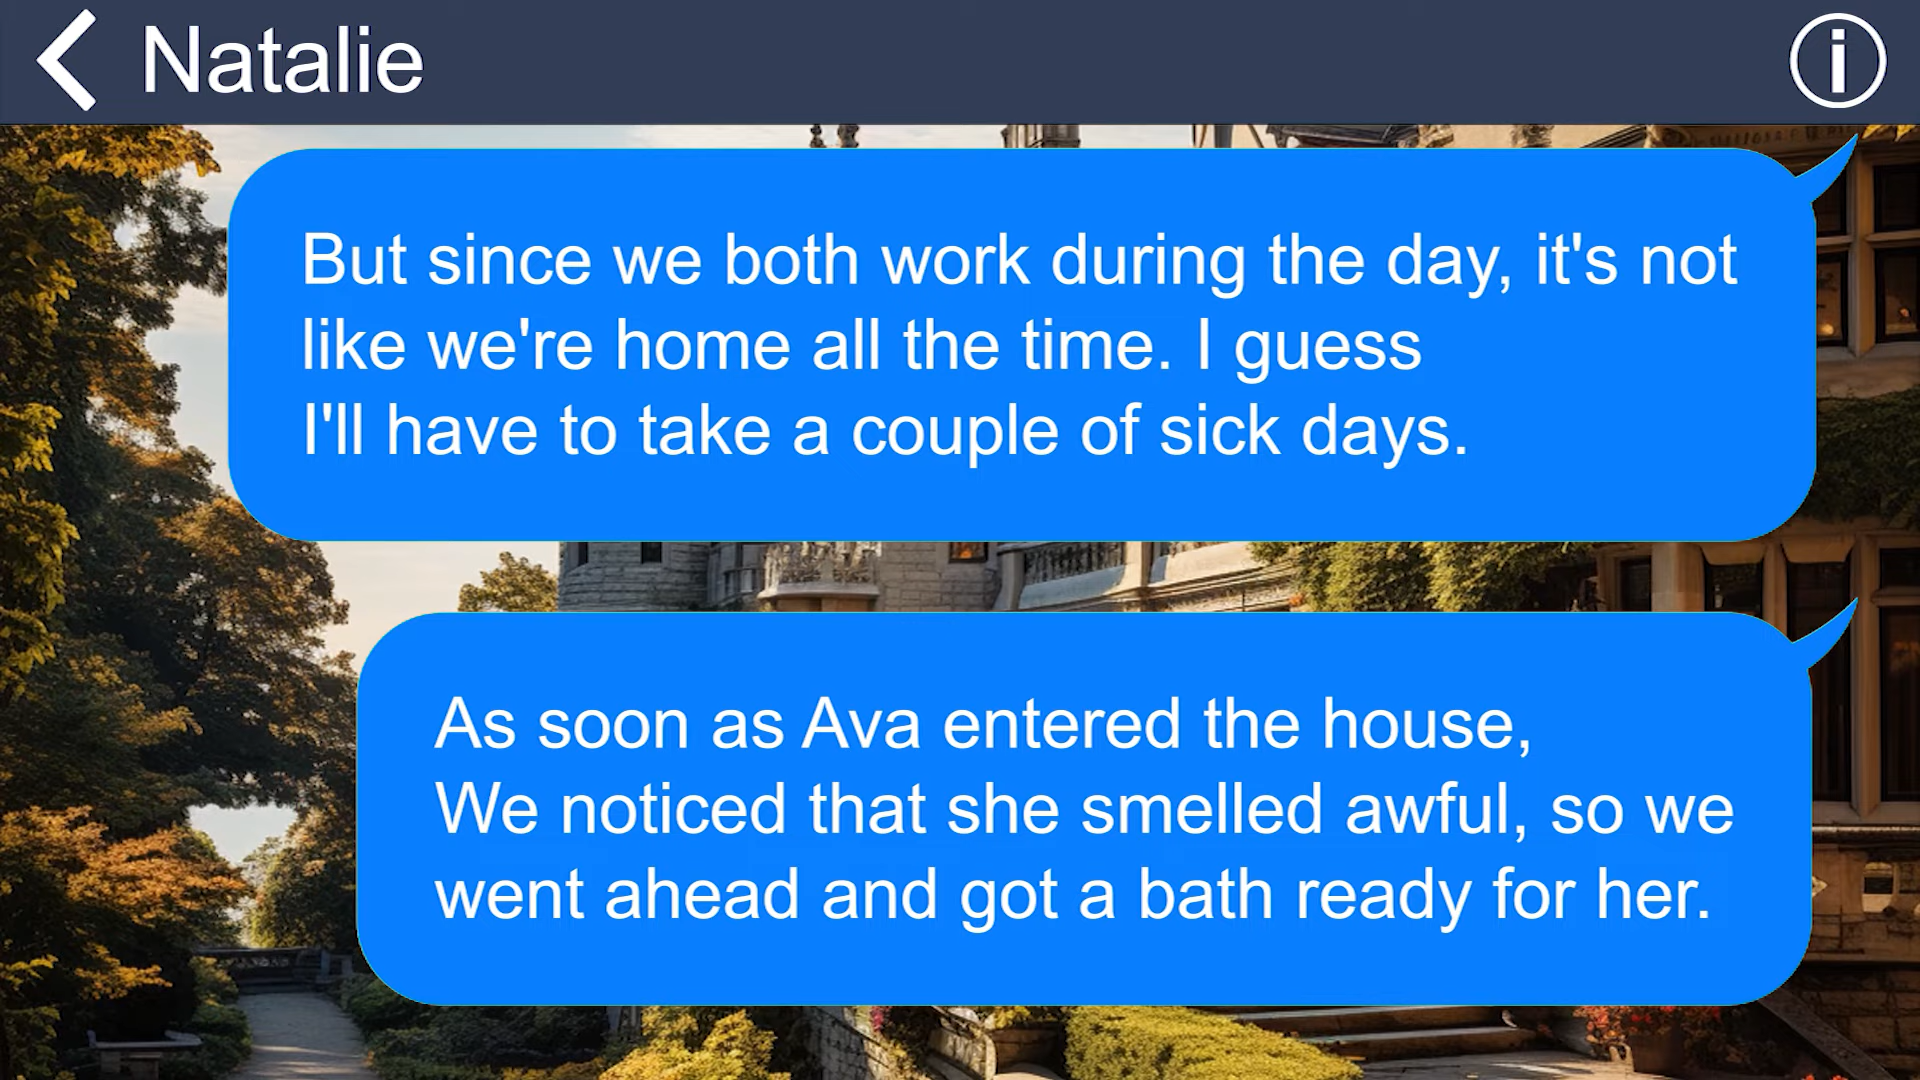 Natalie
But since we both work during the day, it's not
like we're home all the time. I guess
I'll have to take a couple of sick days.
As soon as Ava entered the house,
We noticed that she smelled awful, so we
went ahead and got a bath ready for her.